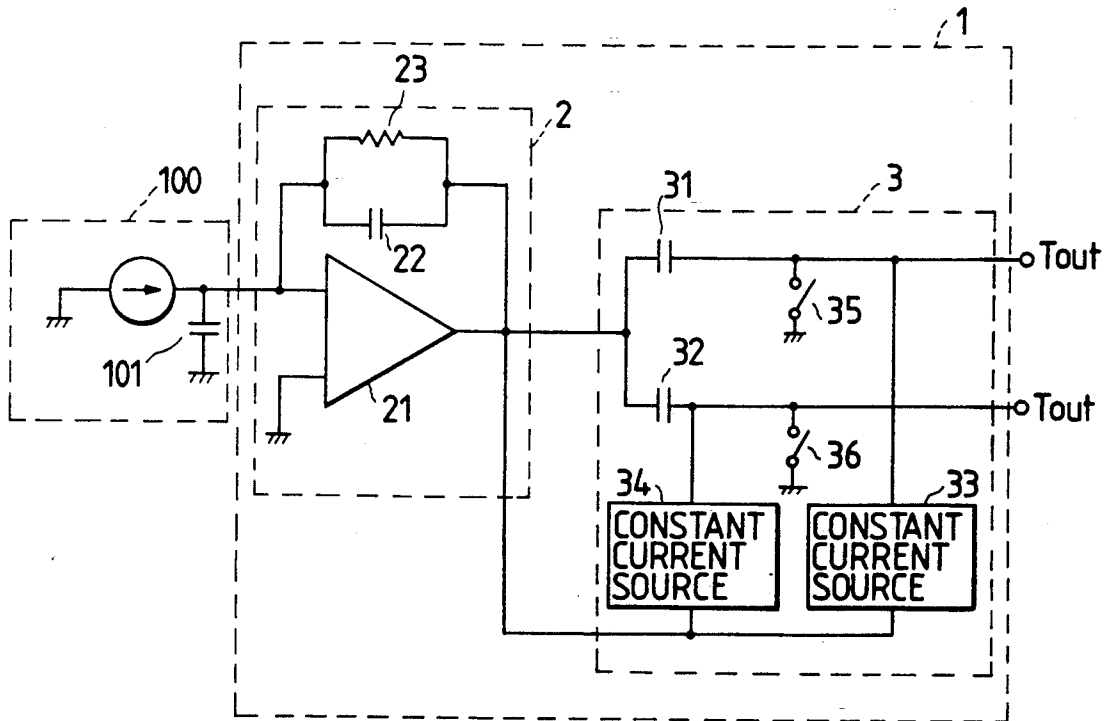 1
23
2
100
31
3
22
Tout
35
101
32
21
Tout
36
34
33
CONSTANT
CURRENT
SOURCE
CONSTANT
CURRENT
SOURCE